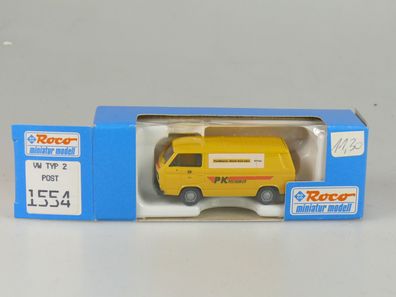 Roco
miniatur modell
VW TYP 2
POST
1554
PK
11,30
Roco
miniatur modell